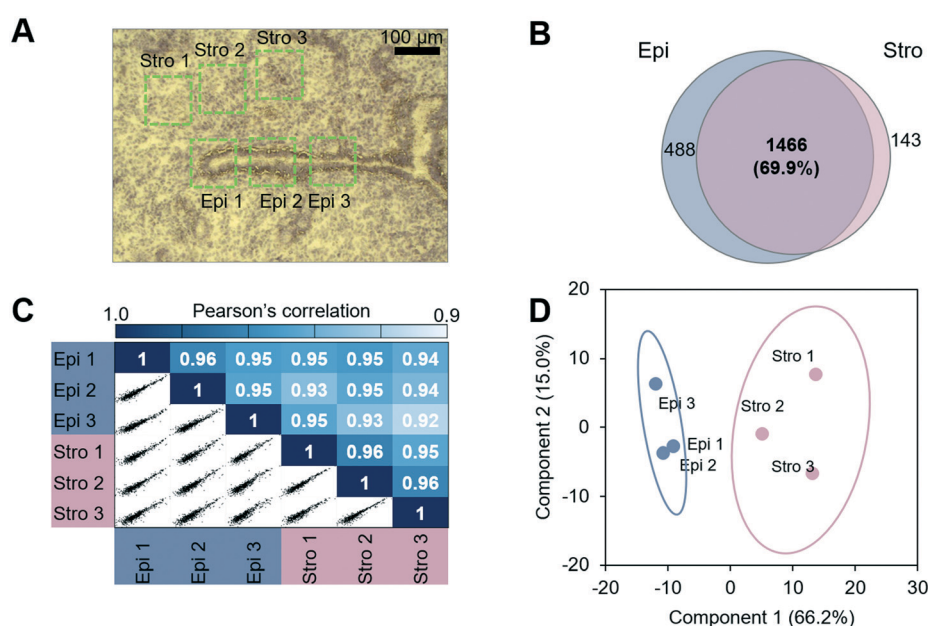 A
Stro 1
Stro 2
Stro 3
100 µm
Epi 1
Epi 2
Epi 3
B
Epi
Stro
488
1466
(69.9%)
143
C
Pearson's correlation
1.0
0.9
Epi 1
1
0.96
0.95
0.95
0.95
0.94
Epi 2
1
0.95
0.93
0.95
0.94
Epi 3
1
0.95
0.93
0.92
Stro 1
1
0.96
0.95
Stro 2
1
0.96
Stro 3
1
Epi 1
Epi 2
Epi 3
Stro 1
Stro 2
Stro 3
D
Component 2 (15.0%)
20
10
0
-10
-20
Stro 1
Epi 3
Stro 2
Epi 1
Epi 2
Stro 3
-20
-10
0
10
20
30
Component 1 (66.2%)